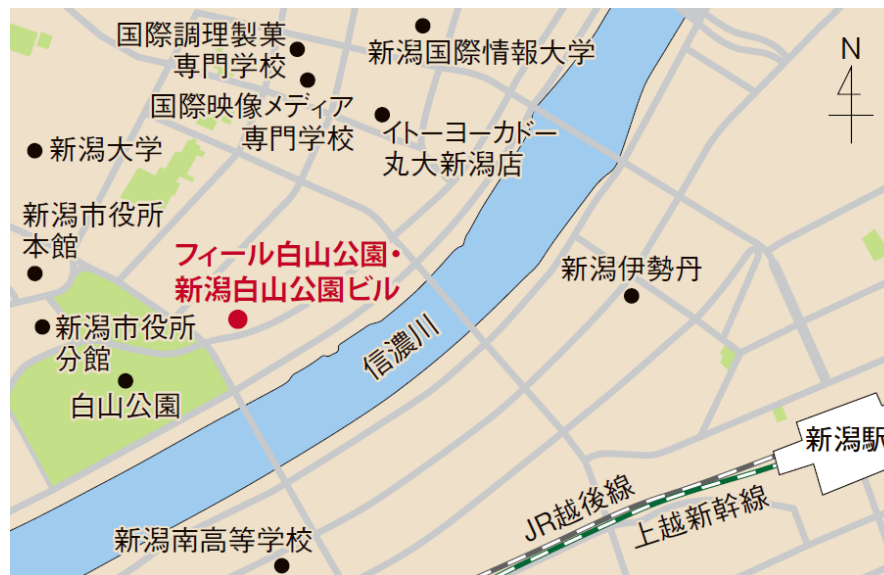 国際調理製菓
専門学校
新潟国際情報大学
N
国際映像メディア
専門学校
イトーヨーカドー
丸大新潟店
新潟大学
新潟市役所
本館
フィール白山公園・
新潟白山公園ビル
新潟伊勢丹
新潟市役所
分館
信濃川
白山公園
新潟駅
JR越後線
上越新幹線
新潟南高等学校